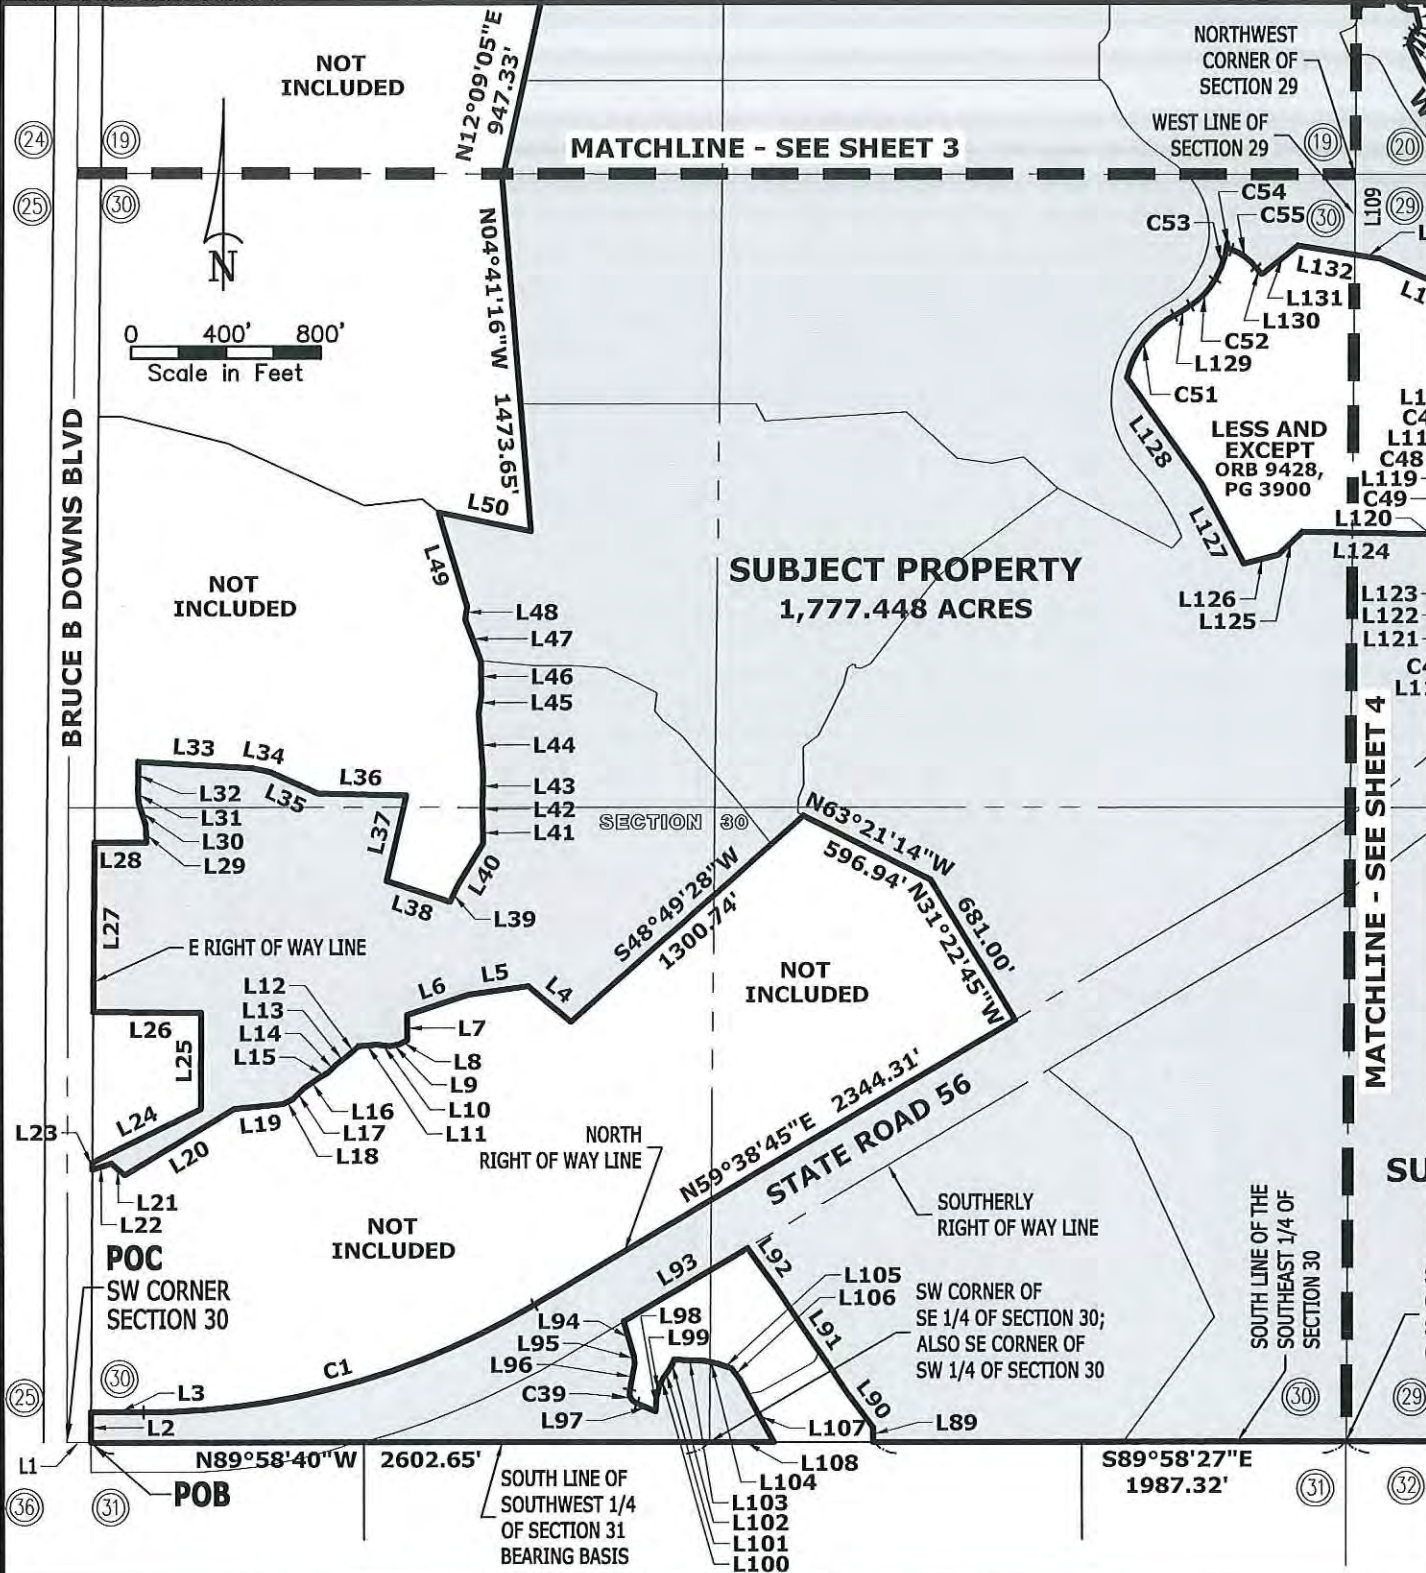 NOT
INCLUDED
N12°09'05"E
947.33'
NORTHWEST
CORNER OF
SECTION 29
WEST LINE OF
SECTION 29
24
19
MATCHLINE - SEE SHEET 3
19
20
25
30
30
29
L109
C54
C55
C53
N
N04°41'16"W 1473.65'
L132
L131
L130
C52
L129
C51
0 400' 800'
Scale in Feet
BRUCE B DOWNS BLVD
L128
LESS AND
EXCEPT
ORB 9428,
PG 3900
L11
C48
L119
C49
L120
L50
L49
L127
L124
L126
L125
L123
L122
L121
NOT
INCLUDED
SUBJECT PROPERTY
1,777.448 ACRES
L48
L47
L46
L45
L44
L43
L42
L41
MATCHLINE - SEE SHEET 4
L33
L34
L35
L36
L32
L31
L30
L29
L28
L37
L38
L39
L40
SECTION 30
N63°21'14"W
596.94'
S48°49'28"W
1300.74'
681.00'
N31°22'45"W
L27
E RIGHT OF WAY LINE
NOT
INCLUDED
L12
L13
L14
L15
L6
L5
L4
L7
L8
L9
L10
L11
L26
L25
L24
L23
L19
L20
L16
L17
L18
L21
L22
NORTH
RIGHT OF WAY LINE
N59°38'45"E 2344.31'
STATE ROAD 56
SOUTHERLY
RIGHT OF WAY LINE
SU
SOUTH LINE OF THE
SOUTHEAST 1/4 OF
SECTION 30
NOT
INCLUDED
POC
SW CORNER
SECTION 30
L93
L92
L91
L90
L105
L106
L98
L99
L94
L95
L96
C39
L97
SW CORNER OF
SE 1/4 OF SECTION 30;
ALSO SE CORNER OF
SW 1/4 OF SECTION 30
30
25
L3
L2
C1
L107
L89
30
29
L1
N89°58'40"W 2602.65'
L108
L104
L103
L102
L101
L100
S89°58'27"E
1987.32'
36
31
POB
SOUTH LINE OF
SOUTHWEST 1/4
OF SECTION 31
BEARING BASIS
31
32